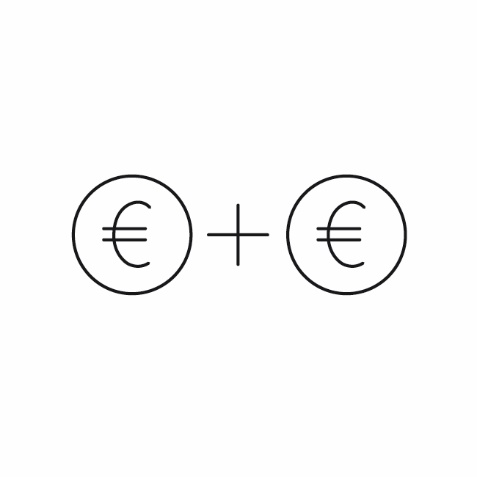 € + €